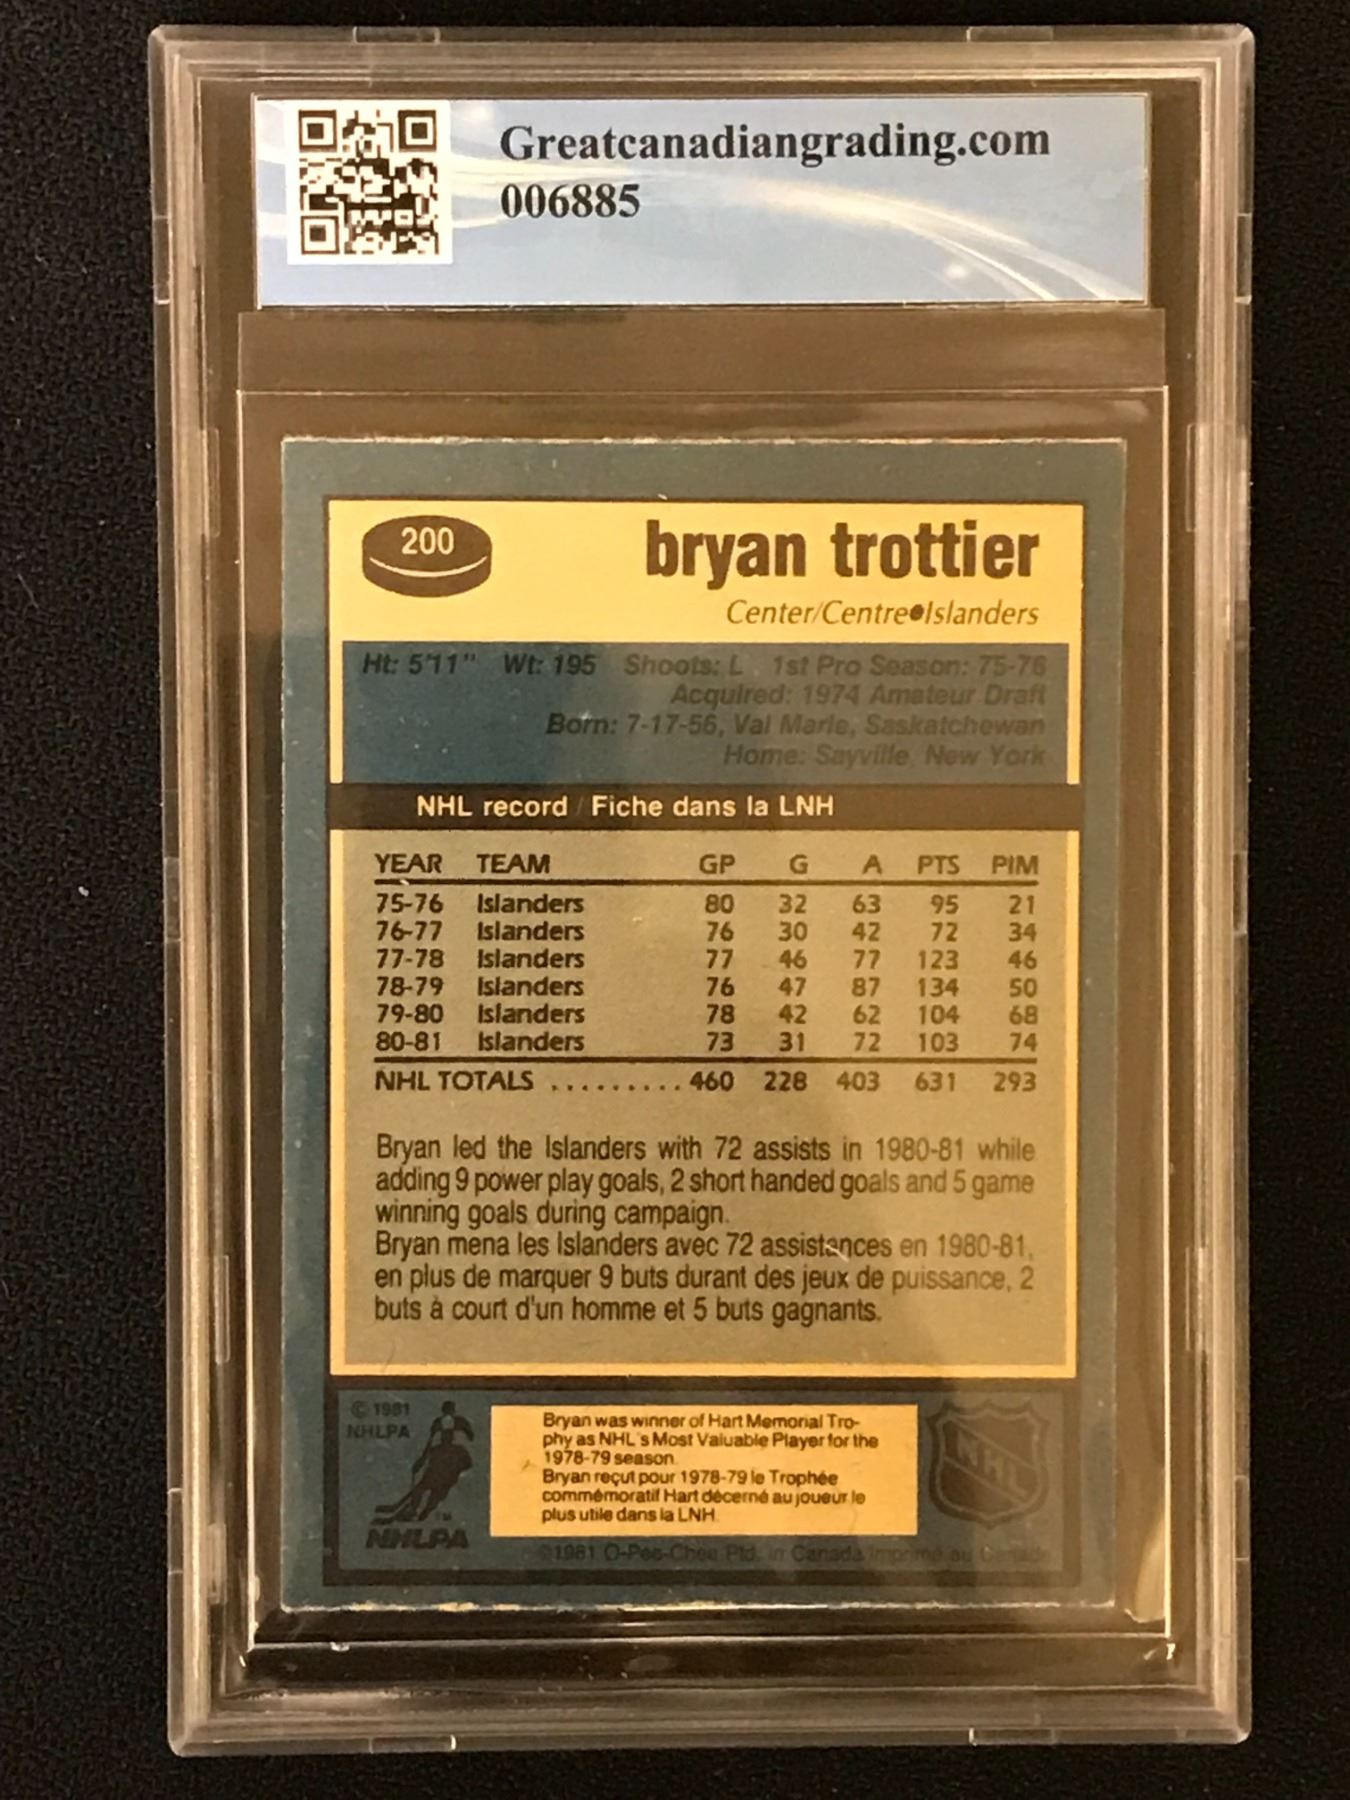 Greatcanadiangrading.com
006885
200
bryan trottier
Center/Centre●Islanders
Ht: 5'11" Wt: 195 Shoots: L . 1st Pro Season: 75-76
Acquired: 1974 Amateur Draft
Born: 7-17-56, Val Marie, Saskatchewan
Home: Sayville, New York
NHL record / Fiche dans la LNH
YEAR TEAM GP G A PTS PIM
75-76 Islanders 80 32 63 95 21
76-77 Islanders 76 30 42 72 34
77-78 Islanders 77 46 77 123 46
78-79 Islanders 76 47 87 134 50
79-80 Islanders 78 42 62 104 68
80-81 Islanders 73 31 72 103 74
NHL TOTALS .......... 460 228 403 631 293
Bryan led the Islanders with 72 assists in 1980-81 while
adding 9 power play goals, 2 short handed goals and 5 game
winning goals during campaign.
Bryan mena les Islanders avec 72 assistances en 1980-81,
en plus de marquer 9 buts durant des jeux de puissance, 2
buts à court d'un homme et 5 buts gagnants.
© 1981
NHLPA
NHLPA
TM
Bryan was winner of Hart Memorial Tro-
phy as NHL's Most Valuable Player for the
1978-79 season.
Bryan reçut pour 1978-79 le Trophée
commémoratif Hart décerné au joueur le
plus utile dans la LNH.
NHL
©1981 O-Pee-Chee Ptd. in Canada Imprimé au Canada